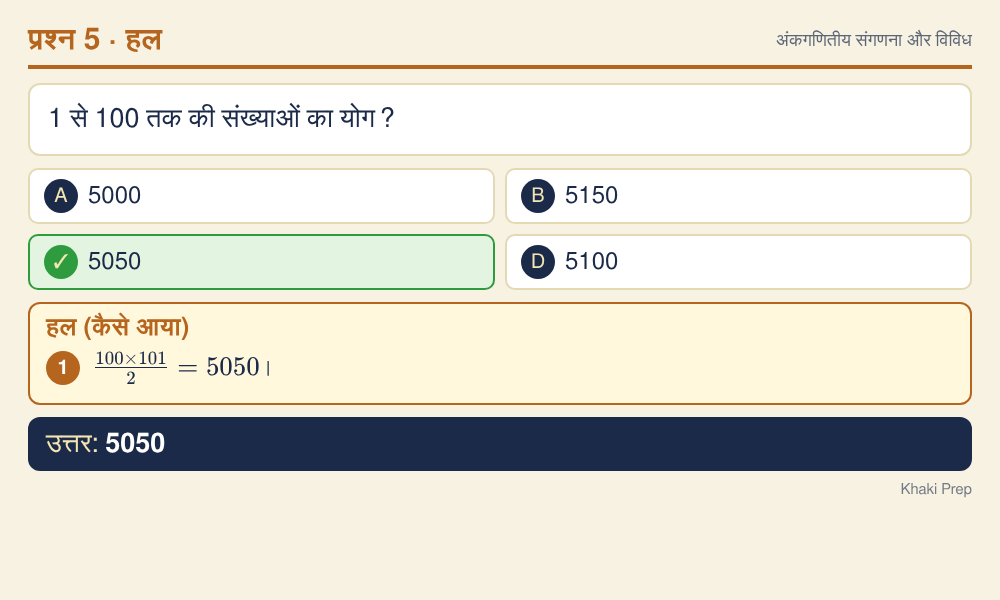 प्रश्न 5 · हल
अंकगणितीय संगणना और विविध
1 से 100 तक की संख्याओं का योग ?
A 5000
B 5150
✓ 5050
D 5100
हल (कैसे आया)
1 \frac{100×101}{2} = 5050।
उत्तर: 5050
Khaki Prep